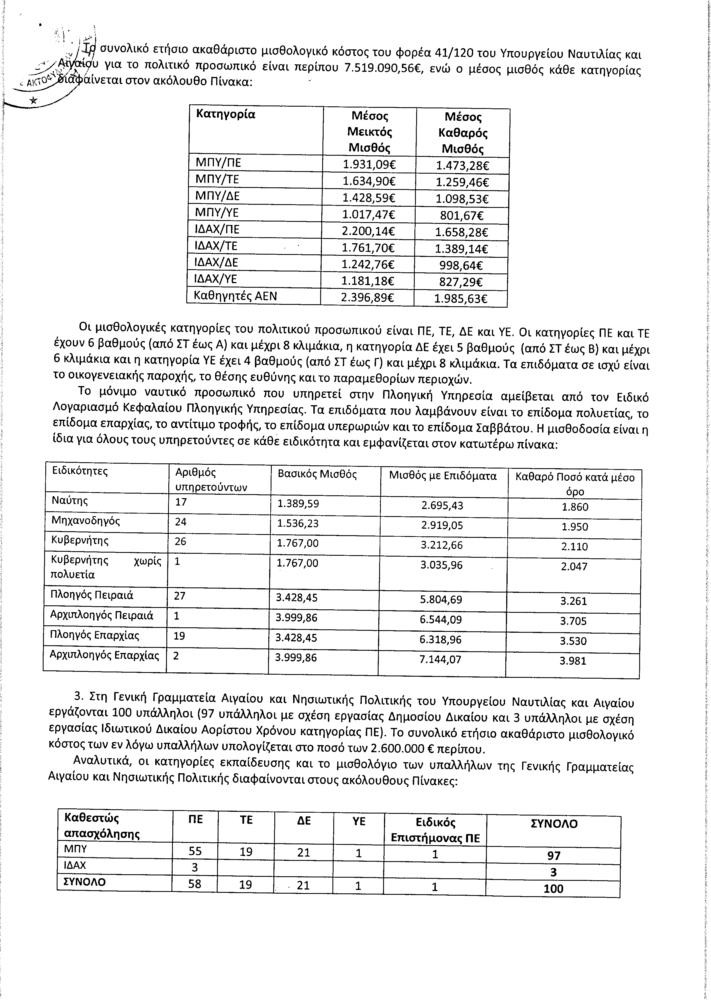 Το συνολικό ετήσιο ακαθάριστο μισθολογικό κόστος του φορέα 41/120 του Υπουργείου Ναυτιλίας και
Αιγαίου για το πολιτικό προσωπικό είναι περίπου 7.519.090,56€, ενώ ο μέσος μισθός κάθε κατηγορίας
διαφαίνεται στον ακόλουθο Πίνακα:
Κατηγορία Μέσος Μέσος
Μεικτός Καθαρός
Μισθός Μισθός
ΜΠΥ/ΠΕ 1.931,09€ 1.473,28€
ΜΠΥ/ΤΕ 1.634,90€ 1.259,46€
ΜΠΥ/ΔΕ 1.428,59€ 1.098,53€
ΜΠΥ/ΥΕ 1.017,47€ 801,67€
ΙΔΑΧ/ΠΕ 2.200,14€ 1.658,28€
ΙΔΑΧ/ΤΕ 1.761,70€ 1.389,14€
ΙΔΑΧ/ΔΕ 1.242,76€ 998,64€
ΙΔΑΧ/ΥΕ 1.181,18€ 827,29€
Καθηγητές ΑΕΝ 2.396,89€ 1.985,63€
Οι μισθολογικές κατηγορίες του πολιτικού προσωπικού είναι ΠΕ, ΤΕ, ΔΕ και ΥΕ. Οι κατηγορίες ΠΕ και ΤΕ
έχουν 6 βαθμούς (από ΣΤ έως Α) και μέχρι 8 κλιμάκια, η κατηγορία ΔΕ έχει 5 βαθμούς (από ΣΤ έως Β) και μέχρι
6 κλιμάκια και η κατηγορία ΥΕ έχει 4 βαθμούς (από ΣΤ έως Γ) και μέχρι 8 κλιμάκια. Τα επιδόματα σε ισχύ είναι
το οικογενειακής παροχής, το θέσης ευθύνης και το παραμεθορίων περιοχών.
Το μόνιμο ναυτικό προσωπικό που υπηρετεί στην Πλοηγική Υπηρεσία αμείβεται από τον Ειδικό
Λογαριασμό Κεφαλαίου Πλοηγικής Υπηρεσίας. Τα επιδόματα που λαμβάνουν είναι το επίδομα πολυετίας, το
επίδομα επαρχίας, το αντίτιμο τροφής, το επίδομα υπερωριών και το επίδομα Σαββάτου. Η μισθοδοσία είναι η
ίδια για όλους τους υπηρετούντες σε κάθε ειδικότητα και εμφανίζεται στον κατωτέρω πίνακα:
Ειδικότητες Αριθμός Βασικός Μισθός Μισθός με Επιδόματα Καθαρό Ποσό κατά μέσο
υπηρετούντων όρο
Ναύτης 17 1.389,59 2.695,43 1.860
Μηχανοδηγός 24 1.536,23 2.919,05 1.950
Κυβερνήτης 26 1.767,00 3.212,66 2.110
Κυβερνήτης χωρίς 1 1.767,00 3.035,96 2.047
πολυετία
Πλοηγός Πειραιά 27 3.428,45 5.804,69 3.261
Αρχιπλοηγός Πειραιά 1 3.999,86 6.544,09 3.705
Πλοηγός Επαρχίας 19 3.428,45 6.318,96 3.530
Αρχιπλοηγός Επαρχίας 2 3.999,86 7.144,07 3.981
3. Στη Γενική Γραμματεία Αιγαίου και Νησιωτικής Πολιτικής του Υπουργείου Ναυτιλίας και Αιγαίου
εργάζονται 100 υπάλληλοι (97 υπάλληλοι με σχέση εργασίας Δημοσίου Δικαίου και 3 υπάλληλοι με σχέση
εργασίας Ιδιωτικού Δικαίου Αορίστου Χρόνου κατηγορίας ΠΕ). Το συνολικό ετήσιο ακαθάριστο μισθολογικό
κόστος των εν λόγω υπαλλήλων υπολογίζεται στο ποσό των 2.600.000 € περίπου.
Αναλυτικά, οι κατηγορίες εκπαίδευσης και το μισθολόγιο των υπαλλήλων της Γενικής Γραμματείας
Αιγαίου και Νησιωτικής Πολιτικής διαφαίνονται στους ακόλουθους Πίνακες:
Καθεστώς ΠΕ ΤΕ ΔΕ ΥΕ Ειδικός ΣΥΝΟΛΟ
απασχόλησης Επιστήμονας ΠΕ
ΜΠΥ 55 19 21 1 1 97
ΙΔΑΧ 3 3
ΣΥΝΟΛΟ 58 19 21 1 1 100